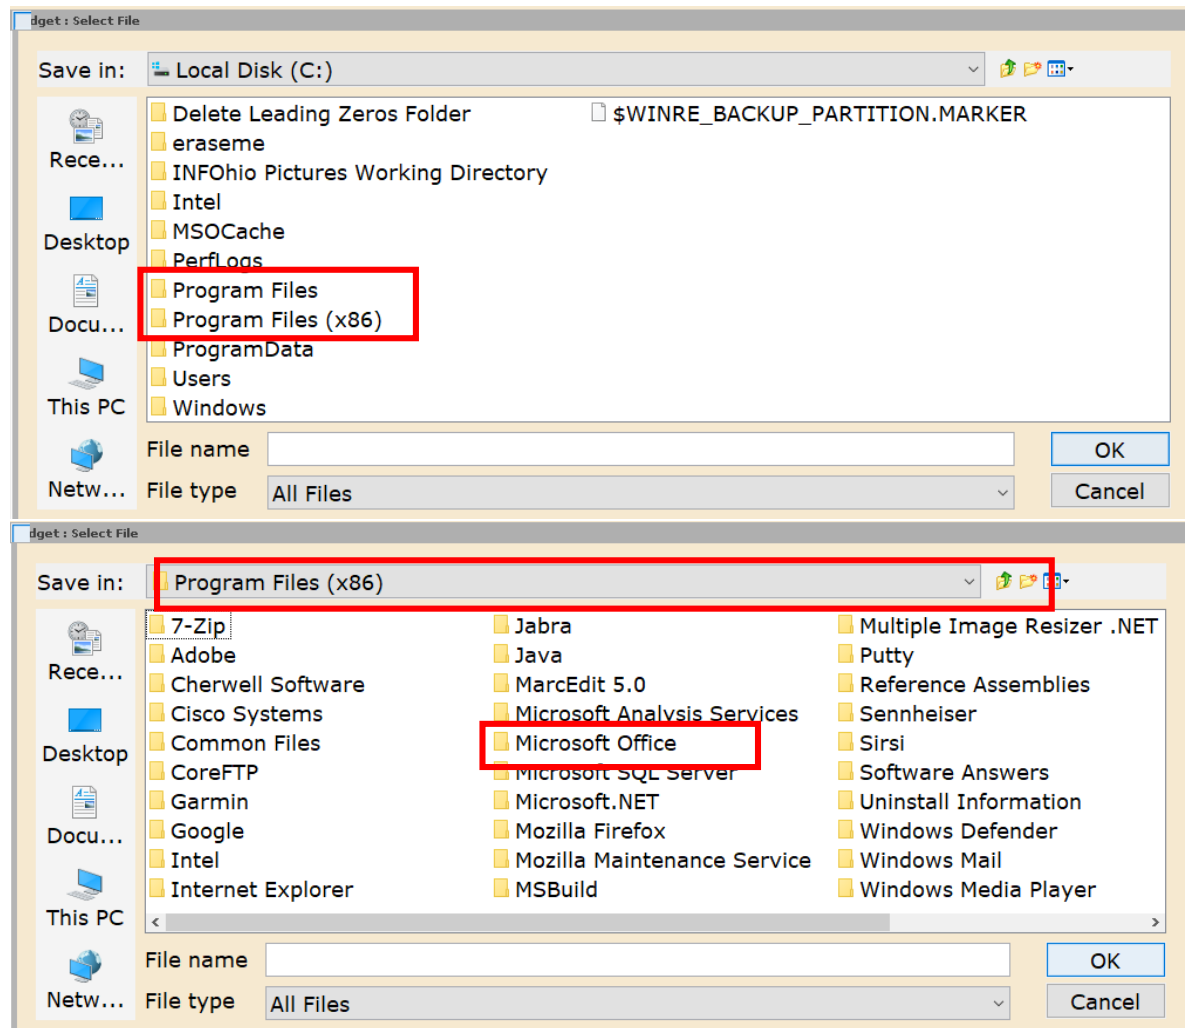 dget : Select File
Save in: Local Disk (C:)
Rece...
Desktop
Docu...
This PC
Netw...
Delete Leading Zeros Folder
eraseme
INFOhio Pictures Working Directory
Intel
MSOCache
PerfLogs
Program Files
Program Files (x86)
ProgramData
Users
Windows
$WINRE_BACKUP_PARTITION.MARKER
File name
OK
File type All Files
Cancel
dget : Select File
Save in: Program Files (x86)
Rece...
Desktop
Docu...
This PC
Netw...
7-Zip
Adobe
Cherwell Software
Cisco Systems
Common Files
CoreFTP
Garmin
Google
Intel
Internet Explorer
Jabra
Java
MarcEdit 5.0
Microsoft Analysis Services
Microsoft Office
Microsoft SQL Server
Microsoft.NET
Mozilla Firefox
Mozilla Maintenance Service
MSBuild
Multiple Image Resizer .NET
Putty
Reference Assemblies
Sennheiser
Sirsi
Software Answers
Uninstall Information
Windows Defender
Windows Mail
Windows Media Player
File name
OK
File type All Files
Cancel